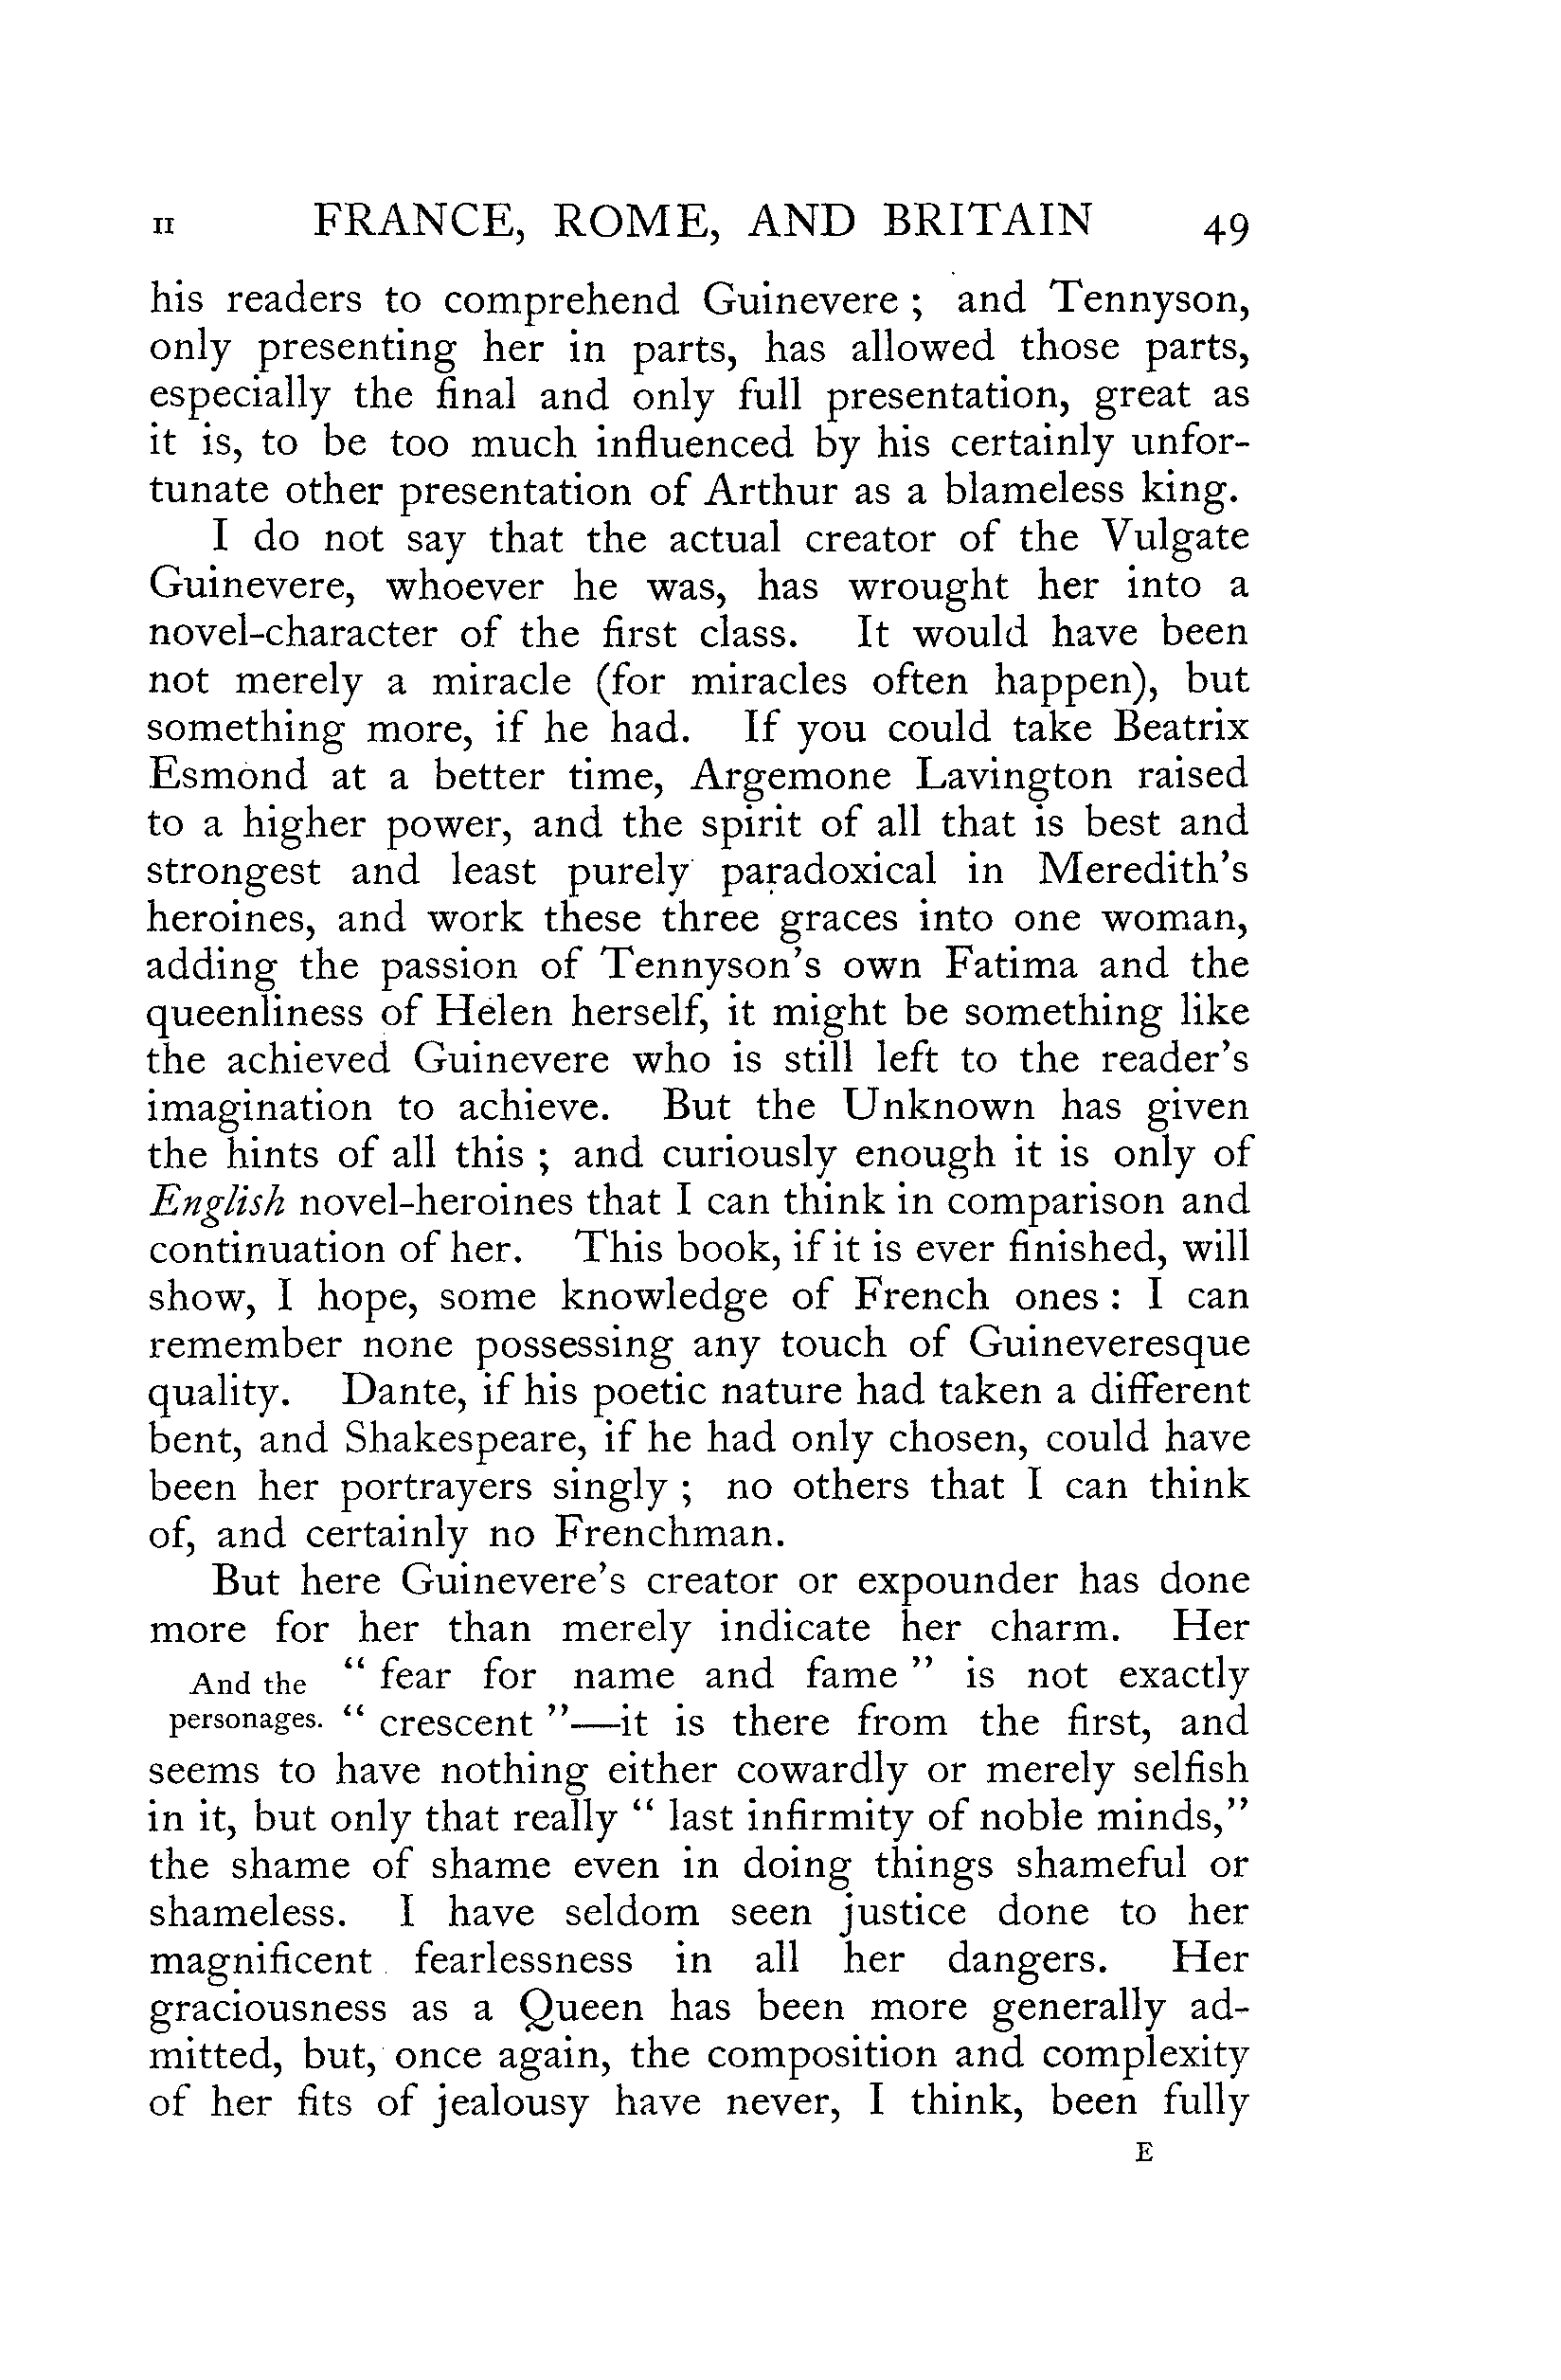 II FRANCE, ROME, AND BRITAIN 49
his readers to comprehend Guinevere ; and Tennyson,
only presenting her in parts, has allowed those parts,
especially the final and only full presentation, great as
it is, to be too much influenced by his certainly unfor-
tunate other presentation of Arthur as a blameless king.
I do not say that the actual creator of the Vulgate
Guinevere, whoever he was, has wrought her into a
novel-character of the first class. It would have been
not merely a miracle (for miracles often happen), but
something more, if he had. If you could take Beatrix
Esmond at a better time, Argemone Lavington raised
to a higher power, and the spirit of all that is best and
strongest and least purely paradoxical in Meredith's
heroines, and work these three graces into one woman,
adding the passion of Tennyson's own Fatima and the
queenliness of Helen herself, it might be something like
the achieved Guinevere who is still left to the reader's
imagination to achieve. But the Unknown has given
the hints of all this ; and curiously enough it is only of
English novel-heroines that I can think in comparison and
continuation of her. This book, if it is ever finished, will
show, I hope, some knowledge of French ones : I can
remember none possessing any touch of Guineveresque
quality. Dante, if his poetic nature had taken a different
bent, and Shakespeare, if he had only chosen, could have
been her portrayers singly ; no others that I can think
of, and certainly no Frenchman.
But here Guinevere's creator or expounder has done
more for her than merely indicate her charm. Her
And the “ fear for name and fame ” is not exactly
personages. “ crescent ”—it is there from the first, and
seems to have nothing either cowardly or merely selfish
in it, but only that really “ last infirmity of noble minds,”
the shame of shame even in doing things shameful or
shameless. I have seldom seen justice done to her
magnificent fearlessness in all her dangers. Her
graciousness as a Queen has been more generally ad-
mitted, but, once again, the composition and complexity
of her fits of jealousy have never, I think, been fully
E